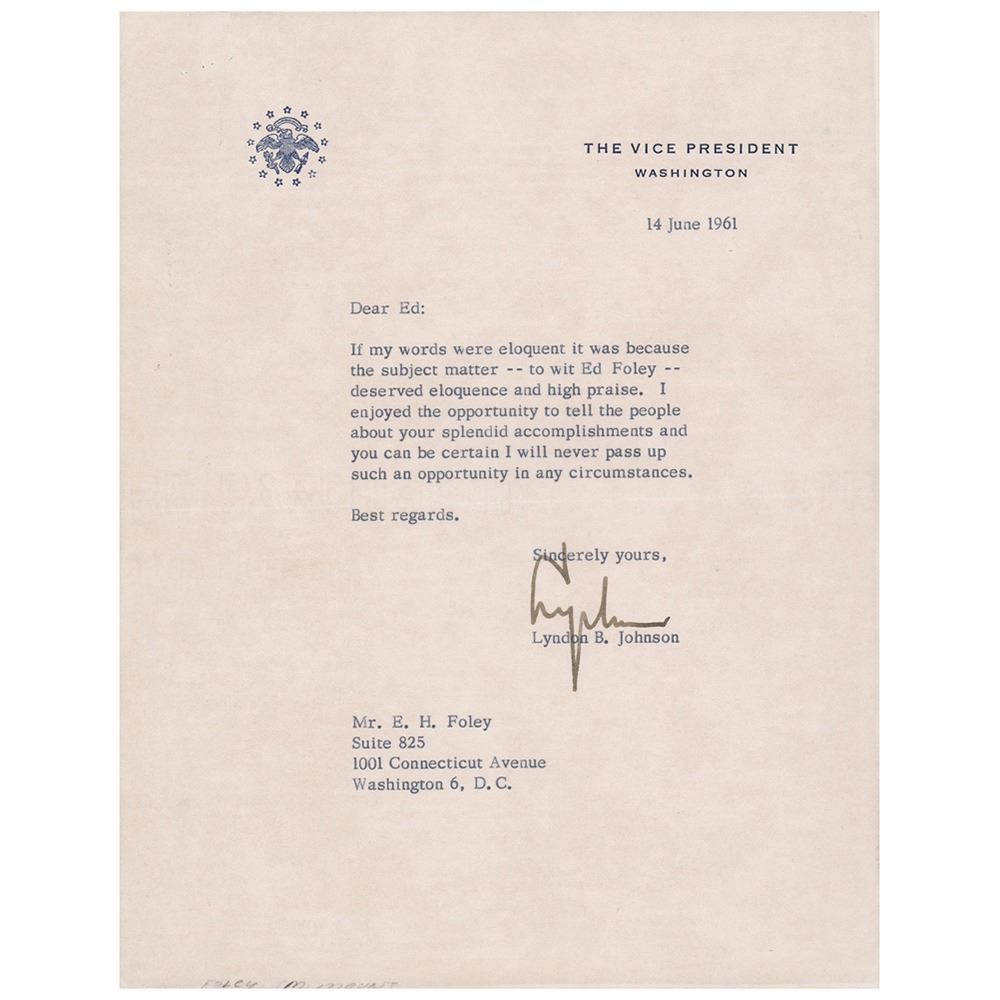 THE VICE PRESIDENT
WASHINGTON
14 June 1961
Dear Ed:
If my words were eloquent it was because
the subject matter -- to wit Ed Foley --
deserved eloquence and high praise.  I
enjoyed the opportunity to tell the people
about your splendid accomplishments and
you can be certain I will never pass up
such an opportunity in any circumstances.
Best regards.
Sincerely yours,
Lyndon B. Johnson
Mr. E. H. Foley
Suite 825
1001 Connecticut Avenue
Washington 6, D. C.